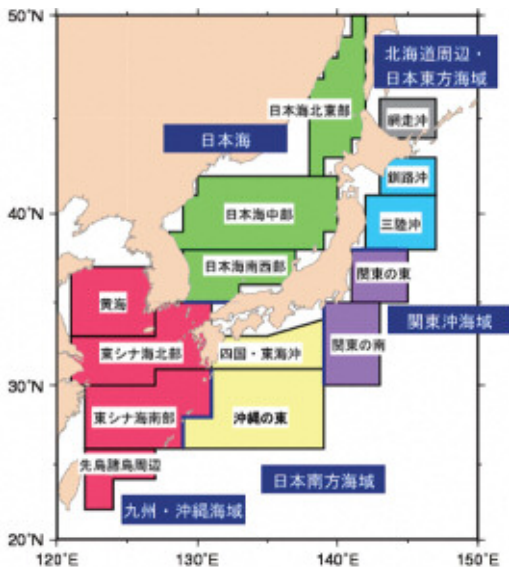 50°N
北海道周辺・
日本東方海域
日本海北東部
網走沖
日本海
釧路沖
40°N
日本海中部
三陸沖
日本海南西部
関東の東
黄海
関東沖海域
東シナ海北部
四国・東海沖
関東の南
30°N
東シナ海南部
沖縄の東
先島諸島周辺
日本南方海域
九州・沖縄海域
20°N
120°E
130°E
140°E
150°E